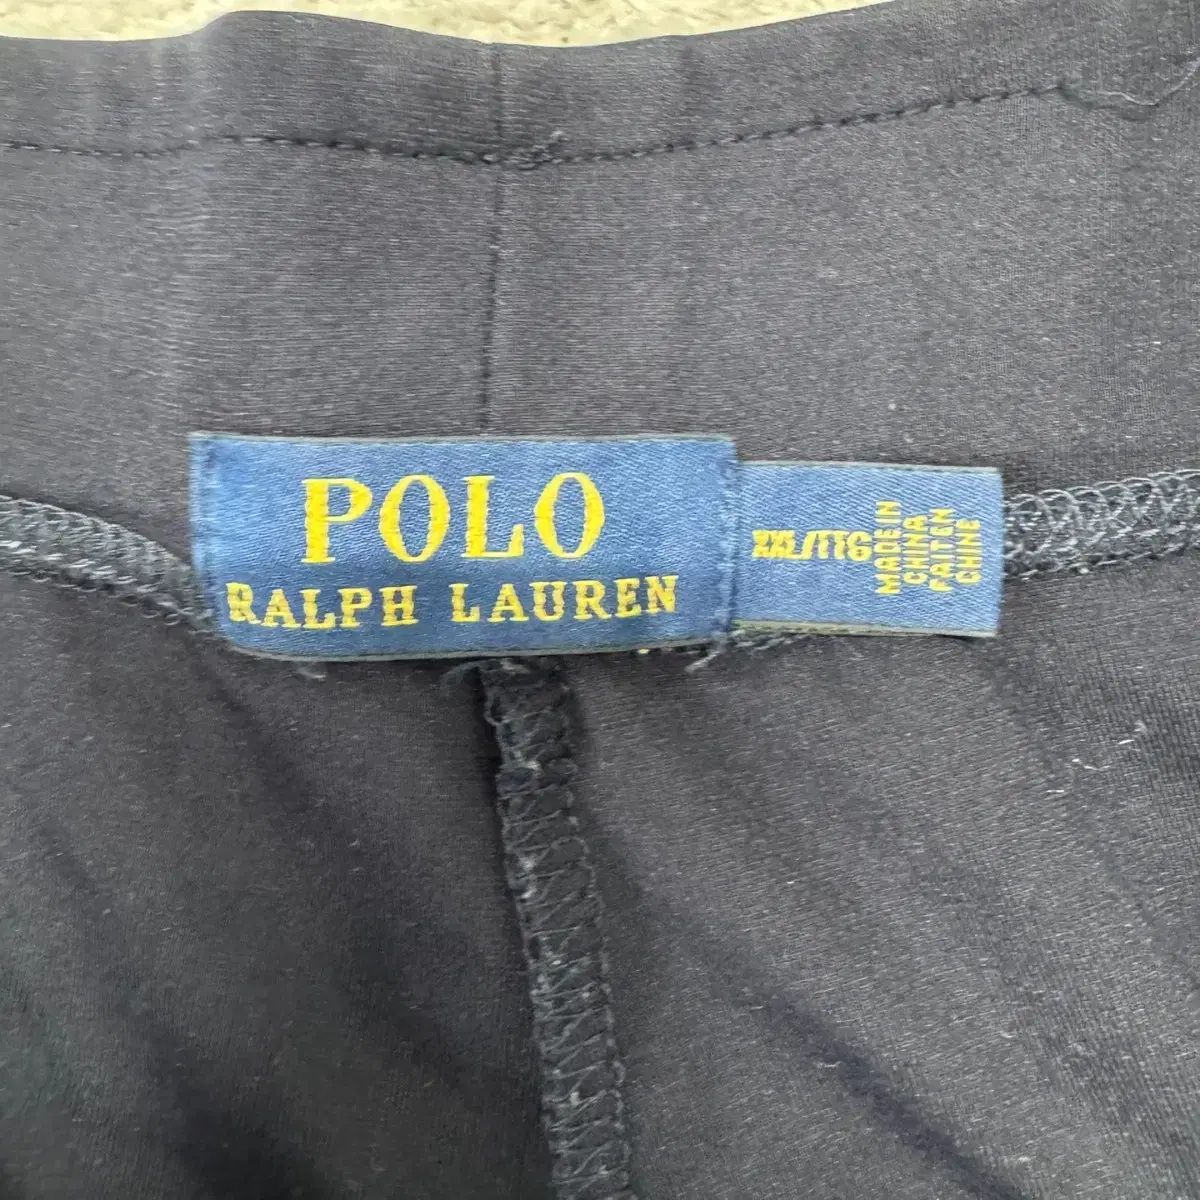 POLO
RALPH LAUREN
XXL/TTG
MADE IN
CHINA
FAIT EN
CHINE